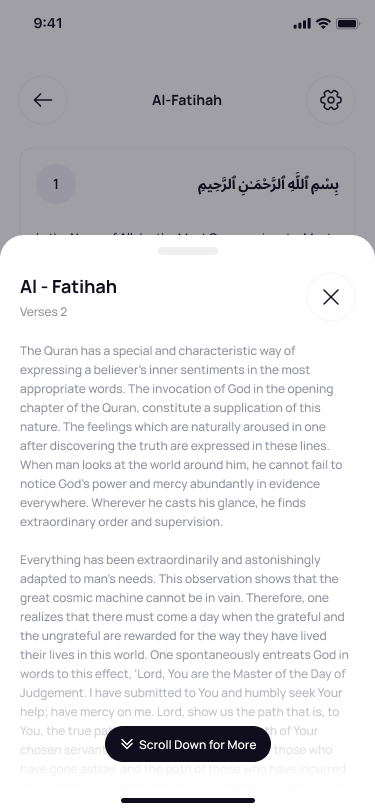 9:41
Al-Fatihah
1
بِسْمِ ٱللَّهِ ٱلرَّحْمَـٰنِ ٱلرَّحِيمِ
Al - Fatihah
Verses 2
The Quran has a special and characteristic way of
expressing a believer's inner sentiments in the most
appropriate words. The invocation of God in the opening
chapter of the Quran, constitute a supplication of this
nature. The feelings which are naturally aroused in one
after discovering the truth are expressed in these lines.
When man looks at the world around him, he cannot fail to
notice God's power and mercy abundantly in evidence
everywhere. Wherever he casts his glance, he finds
extraordinary order and supervision.
Everything has been extraordinarily and astonishingly
adapted to man's needs. This observation shows that the
great cosmic machine cannot be in vain. Therefore, one
realizes that there must come a day when the grateful and
the ungrateful are rewarded for the way they have lived
their lives in this world. One spontaneously entreats God in
words to this effect, 'Lord, You are the Master of the Day of
Judgement. I have submitted to You and humbly seek Your
help; have mercy on me. Lord, show us the path that is, to
You, the true of Your
chosen those who
have gone astray, and the path of those who have incurred
Scroll Down for More